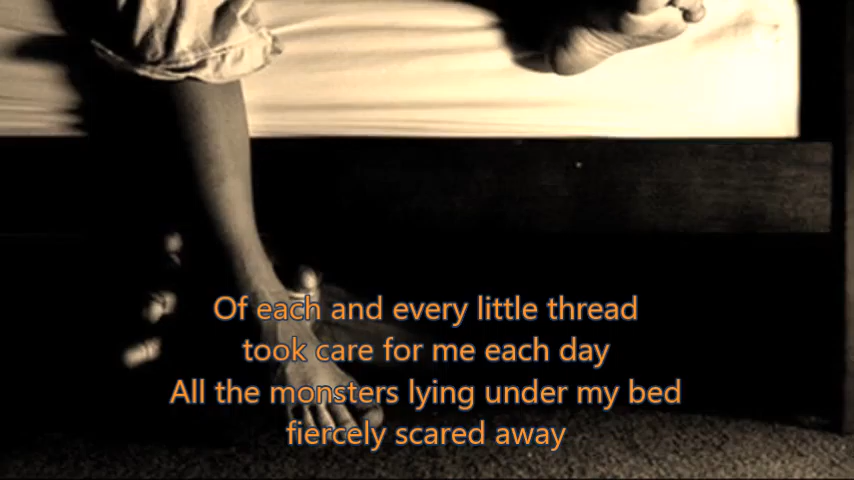 Of each and every little thread
took care for me each day
All the monsters lying under my bed
fiercely scared away